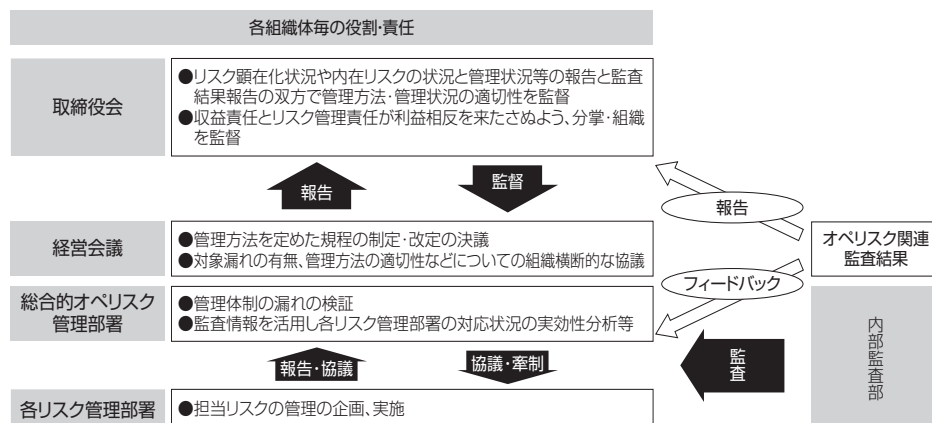 各組織体毎の役割・責任
取締役会
●リスク顕在化状況や内在リスクの状況と管理状況等の報告と監査
結果報告の双方で管理方法・管理状況の適切性を監督
●収益責任とリスク管理責任が利益相反を来たさぬよう、分掌・組織
を監督
報告
監督
報告
経営会議
●管理方法を定めた規程の制定・改定の決議
●対象漏れの有無、管理方法の適切性などについての組織横断的な協議
オペリスク関連
監査結果
フィードバック
総合的オペリスク
管理部署
●管理体制の漏れの検証
●監査情報を活用し各リスク管理部署の対応状況の実効性分析等
報告・協議
協議・牽制
監査
内部監査部
各リスク管理部署
●担当リスクの管理の企画、実施